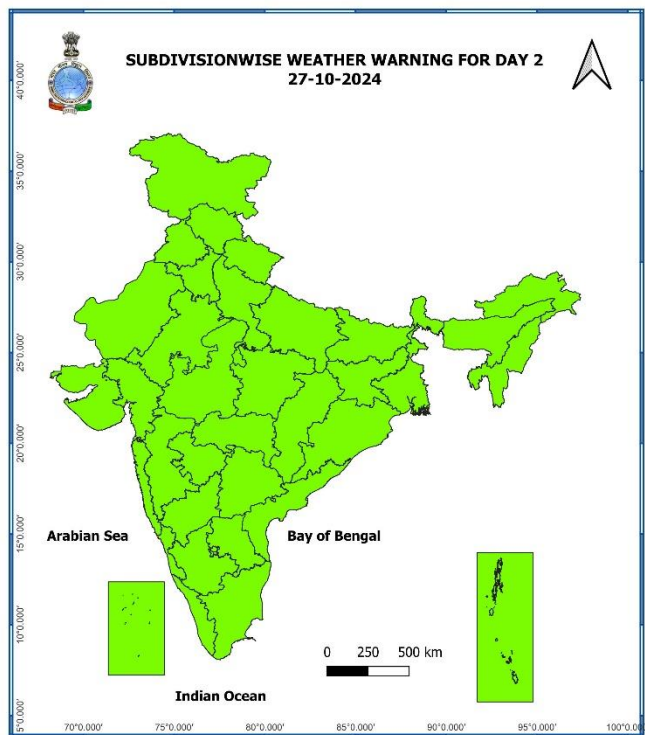 SUBDIVISIONWISE WEATHER WARNING FOR DAY 2
27-10-2024
40°0.000'
35°0.000'
30°0.000'
25°0.000'
20°0.000'
15°0.000'
10°0.000'
5°0.000'
Arabian Sea
Bay of Bengal
0 250 500 km
Indian Ocean
70°0.000' 75°0.000' 80°0.000' 85°0.000' 90°0.000' 95°0.000' 100°0.000'